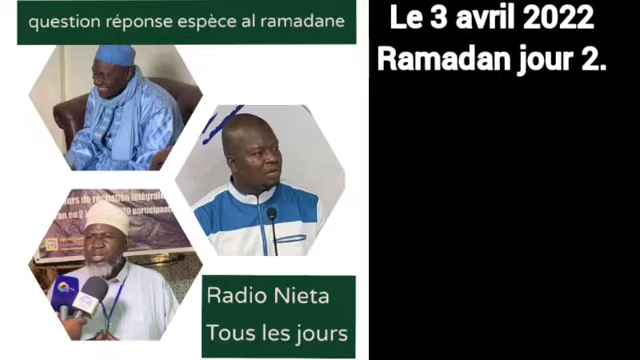 question réponse espèce al ramadane
Le 3 avril 2022
Ramadan jour 2.
Radio Nieta
Tous les jours